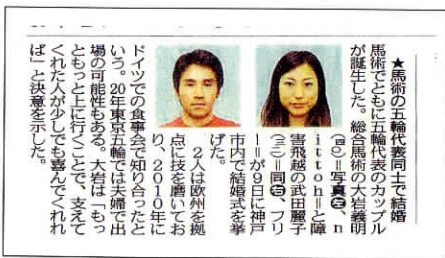 ★馬術の五輪代表同士で結婚
馬術でともに五輪代表のカップル
が誕生した。総合馬術の大岩義明
=写真左、n
ittoh=と障
害飛越の武田麗子
=同右、フリ
ー=が9日に神戸
市内で結婚式を挙
げた。
2人は欧州を拠
点に技を磨いてお
り、2010年に
ドイツでの食事会で知り合ったと
いう。20年東京五輪では夫婦で出
場の可能性もある。大岩は「もっ
ともっと上に行くことで、支えて
くれた人が少しでも喜んでくれれ
ば」と決意を示した。